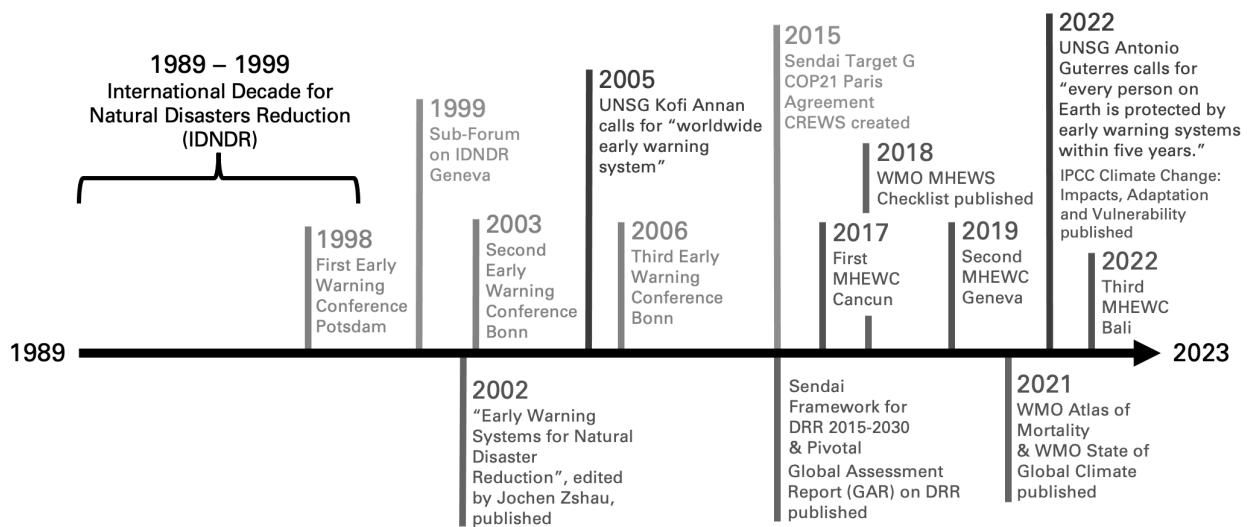 1989 – 1999
International Decade for
Natural Disasters Reduction
(IDNDR)
1998
First Early
Warning
Conference
Potsdam
1999
Sub-Forum
on IDNDR
Geneva
2003
Second
Early
Warning
Conference
Bonn
2005
UNSG Kofi Annan
calls for “worldwide
early warning
system”
2006
Third Early
Warning
Conference
Bonn
2015
Sendai Target G
COP21 Paris
Agreement
CREWS created
2018
WMO MHEWS
Checklist published
2017
First
MHEWC
Cancun
2019
Second
MHEWC
Geneva
2022
UNSG Antonio
Guterres calls for
“every person on
Earth is protected by
early warning systems
within five years.”
IPCC Climate Change:
Impacts, Adaptation
and Vulnerability
published
2022
Third
MHEWC
Bali
1989
2023
2002
“Early Warning
Systems for Natural
Disaster
Reduction”, edited
by Jochen Zshau,
published
Sendai
Framework for
DRR 2015-2030
& Pivotal
Global Assessment
Report (GAR) on DRR
published
2021
WMO Atlas of
Mortality
& WMO State of
Global Climate
published